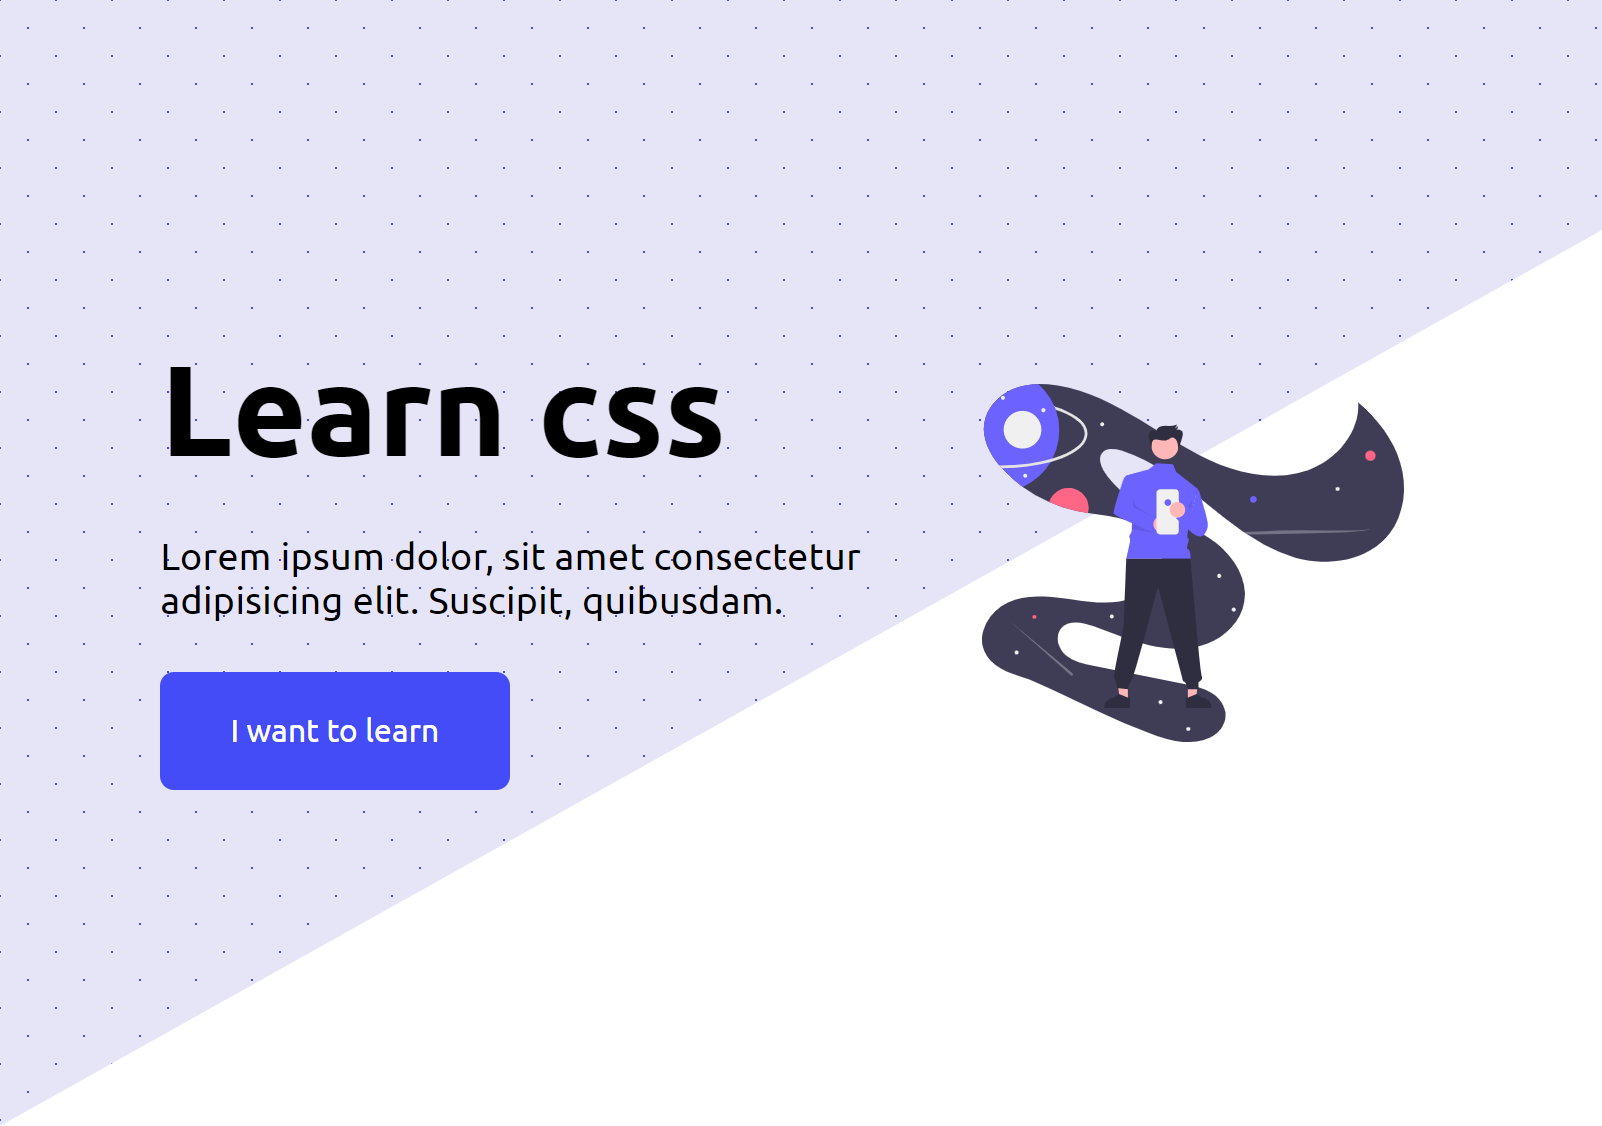 Learn css
Lorem ipsum dolor, sit amet consectetur
adipisicing elit. Suscipit, quibusdam.
I want to learn